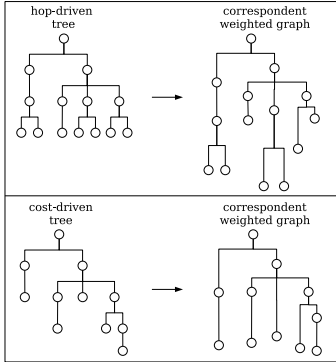 hop-driven
tree
correspondent
weighted graph
cost-driven
tree
correspondent
weighted graph